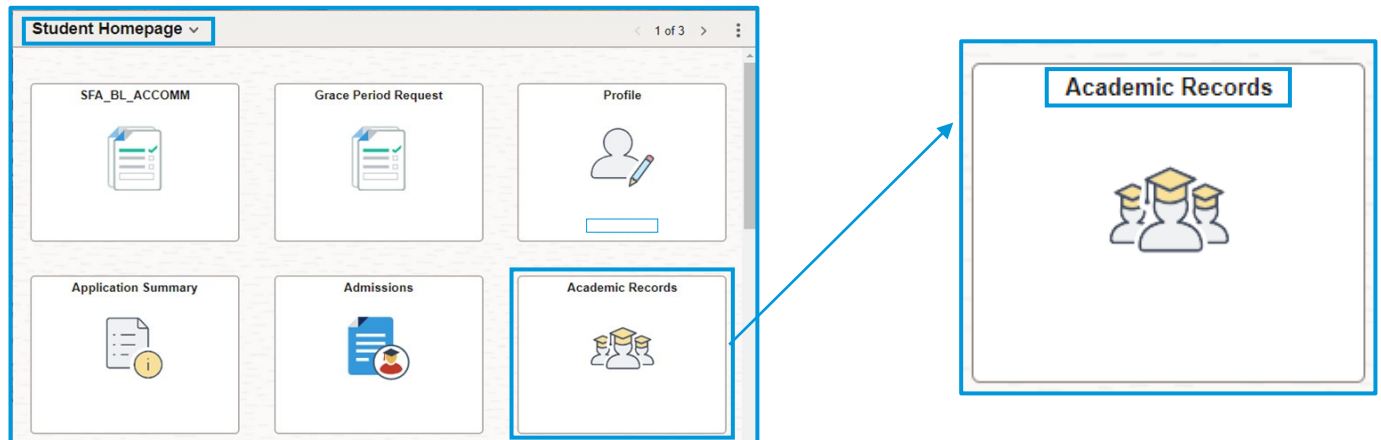 Student Homepage
1 of 3
SFA_BL_ACCOMM
Grace Period Request
Profile
Application Summary
Admissions
Academic Records
Academic Records